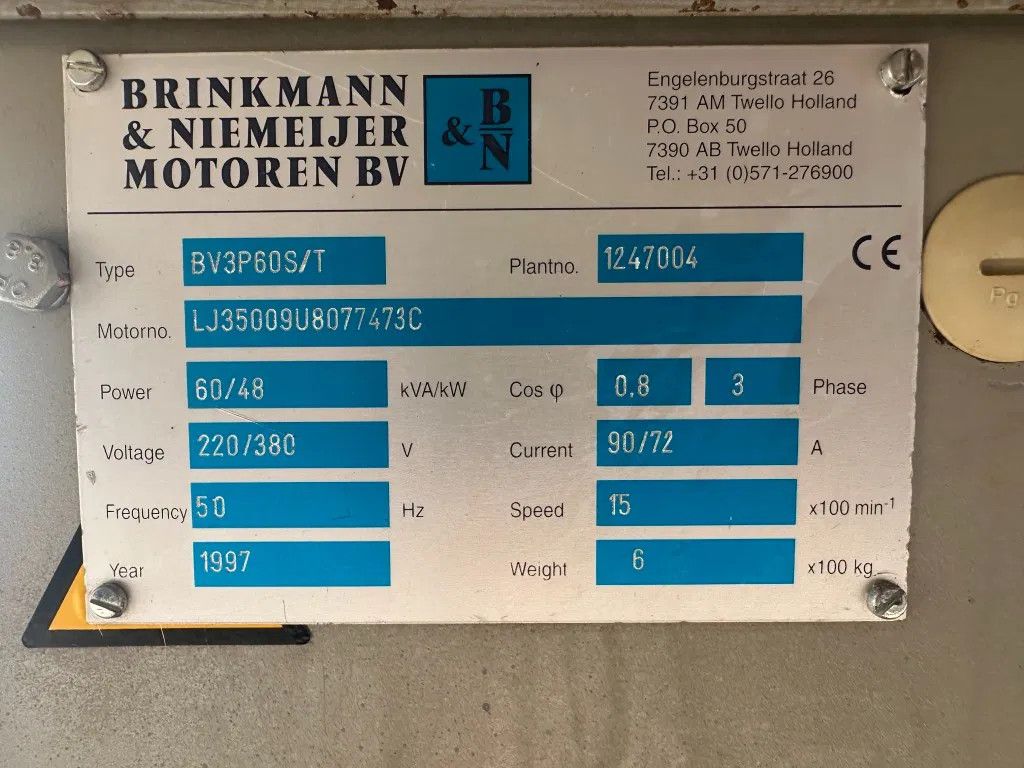 BRINKMANN
& NIEMEIJER
MOTOREN BV
& B
N
Engelenburgstraat 26
7391 AM Twello Holland
P.O. Box 50
7390 AB Twello Holland
Tel.: +31 (0)571-276900
Type BV3P60S/T Plantno. 1247004 CE
Motorno. LJ35009U8077473C
Power 60/48 kVA/kW Cos φ 0,8 3 Phase
Voltage 220/380 V Current 90/72 A
Frequency 50 Hz Speed 15 x100 min-1
Year 1997 Weight 6 x100 kg
8.8
Pg